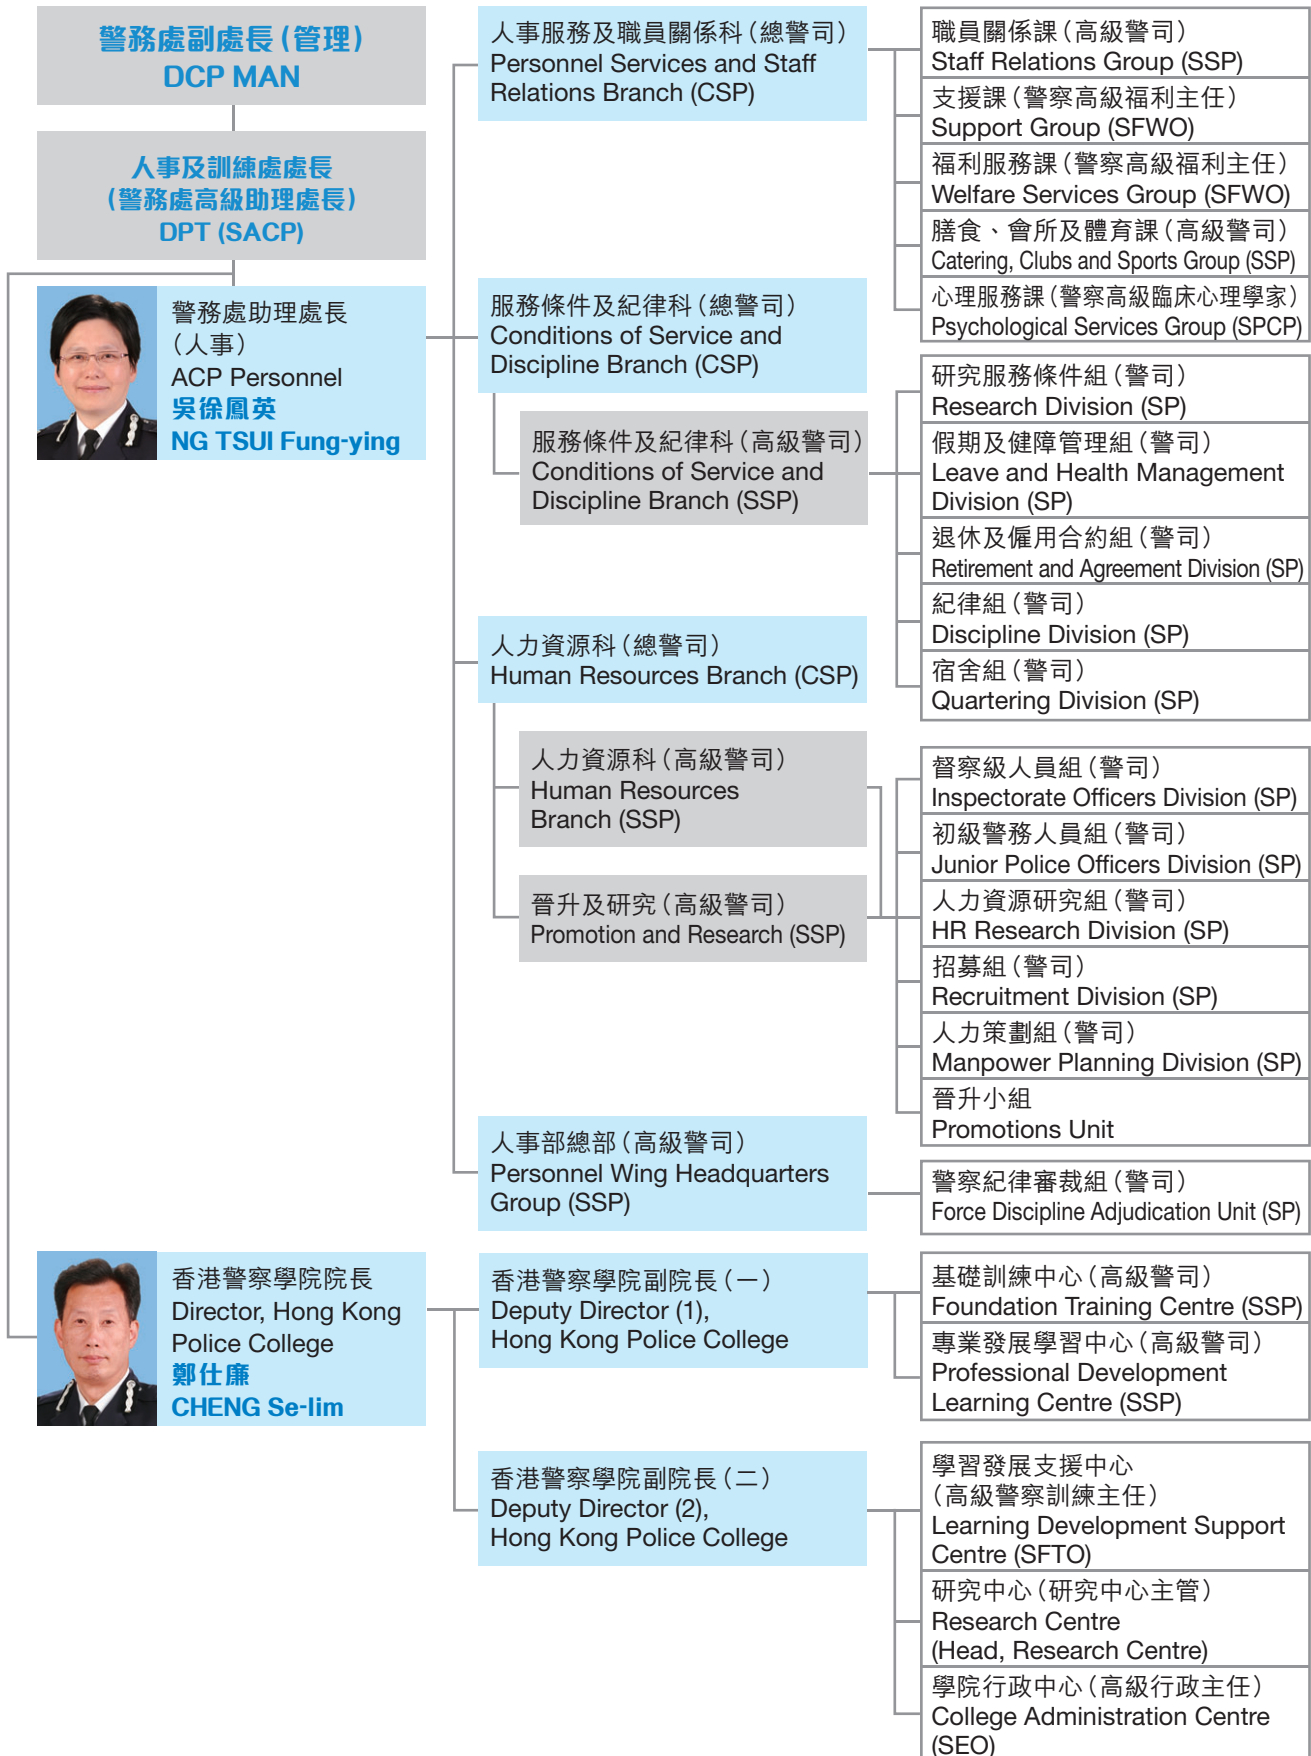 警務處副處長（管理）
DCP MAN
人事及訓練處處長
（警務處高級助理處長）
DPT (SACP)
警務處助理處長
（人事）
ACP Personnel
吳徐鳳英
NG TSUI Fung-ying
人事服務及職員關係科（總警司）
Personnel Services and Staff
Relations Branch (CSP)
職員關係課（高級警司）
Staff Relations Group (SSP)
支援課（警察高級福利主任）
Support Group (SFWO)
福利服務課（警察高級福利主任）
Welfare Services Group (SFWO)
膳食、會所及體育課（高級警司）
Catering, Clubs and Sports Group (SSP)
心理服務課（警察高級臨床心理學家）
Psychological Services Group (SPCP)
服務條件及紀律科（總警司）
Conditions of Service and
Discipline Branch (CSP)
服務條件及紀律科（高級警司）
Conditions of Service and
Discipline Branch (SSP)
研究服務條件組（警司）
Research Division (SP)
假期及健障管理組（警司）
Leave and Health Management
Division (SP)
退休及僱用合約組（警司）
Retirement and Agreement Division (SP)
紀律組（警司）
Discipline Division (SP)
宿舍組（警司）
Quartering Division (SP)
人力資源科（總警司）
Human Resources Branch (CSP)
人力資源科（高級警司）
Human Resources
Branch (SSP)
晉升及研究（高級警司）
Promotion and Research (SSP)
督察級人員組（警司）
Inspectorate Officers Division (SP)
初級警務人員組（警司）
Junior Police Officers Division (SP)
人力資源研究組（警司）
HR Research Division (SP)
招募組（警司）
Recruitment Division (SP)
人力策劃組（警司）
Manpower Planning Division (SP)
晉升小組
Promotions Unit
人事部總部（高級警司）
Personnel Wing Headquarters
Group (SSP)
警察紀律審裁組（警司）
Force Discipline Adjudication Unit (SP)
香港警察學院院長
Director, Hong Kong
Police College
鄭仕廉
CHENG Se-lim
香港警察學院副院長（一）
Deputy Director (1),
Hong Kong Police College
基礎訓練中心（高級警司）
Foundation Training Centre (SSP)
專業發展學習中心（高級警司）
Professional Development
Learning Centre (SSP)
香港警察學院副院長（二）
Deputy Director (2),
Hong Kong Police College
學習發展支援中心
（高級警察訓練主任）
Learning Development Support
Centre (SFTO)
研究中心（研究中心主管）
Research Centre
(Head, Research Centre)
學院行政中心（高級行政主任）
College Administration Centre
(SEO)